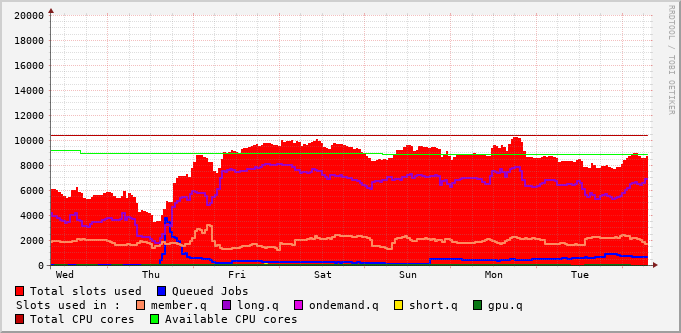 RRDTOOL / TOBI OETIKER
20000
18000
16000
14000
12000
10000
8000
6000
4000
2000
0
Wed Thu Fri Sat Sun Mon Tue
Total slots used Queued Jobs
Slots used in : member.q long.q ondemand.q short.q gpu.q
Total CPU cores Available CPU cores